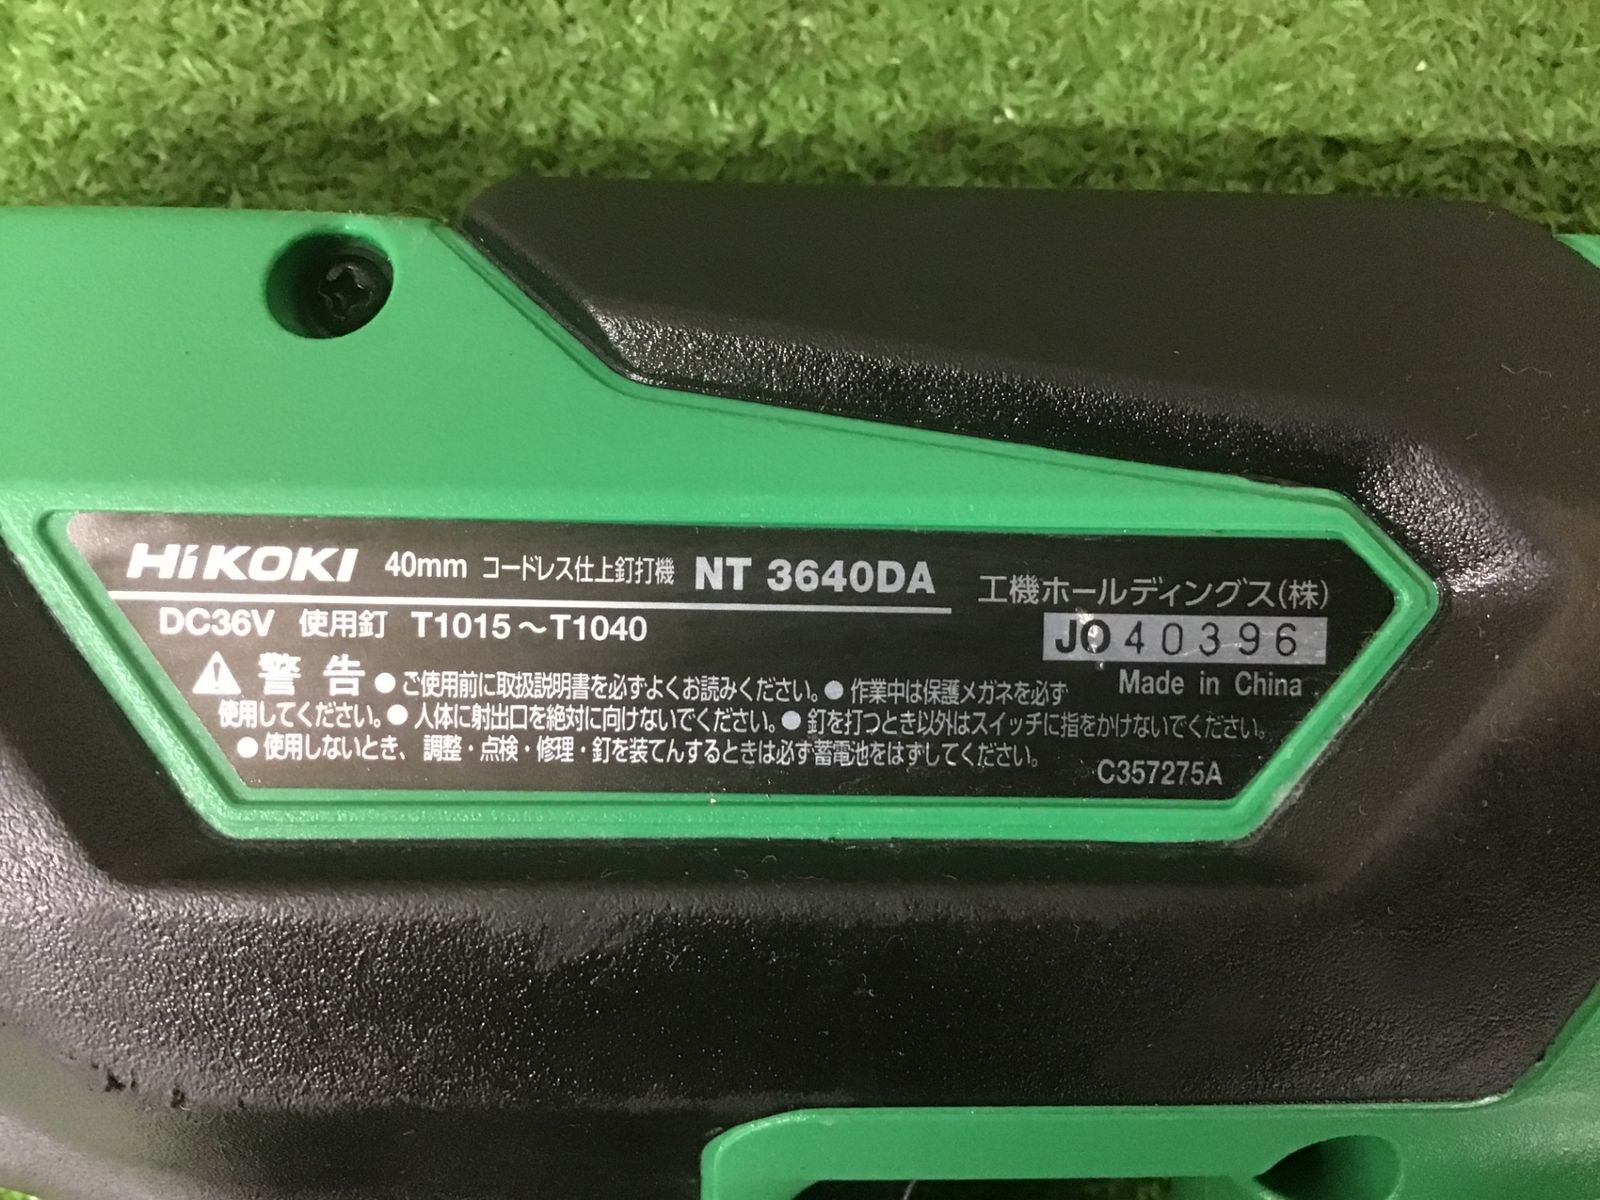 HiKOKI 40mm コードレス仕上釘打機 NT 3640DA 工機ホールディングス(株)
DC36V 使用釘 T1015～T1040
JO 40396
Made in China
警告 ●ご使用前に取扱説明書を必ずよくお読みください。●作業中は保護メガネを必ず
使用してください。●人体に射出口を絶対に向けないでください。●釘を打つとき以外はスイッチに指をかけないでください。
●使用しないとき、調整・点検・修理・釘を装てんするときは必ず蓄電池をはずしてください。
C357275A